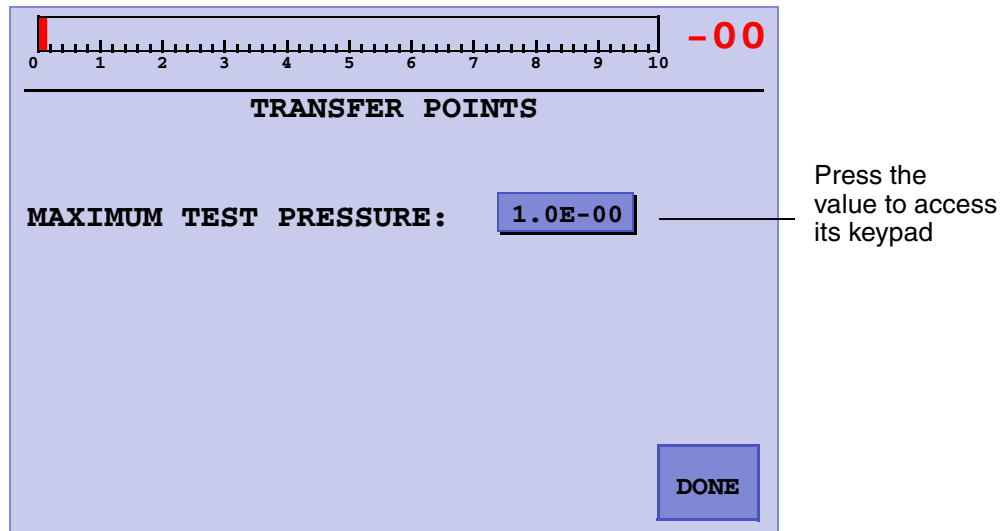 -00
0 1 2 3 4 5 6 7 8 9 10
TRANSFER POINTS
MAXIMUM TEST PRESSURE: 1.0E-00
Press the
value to access
its keypad
DONE